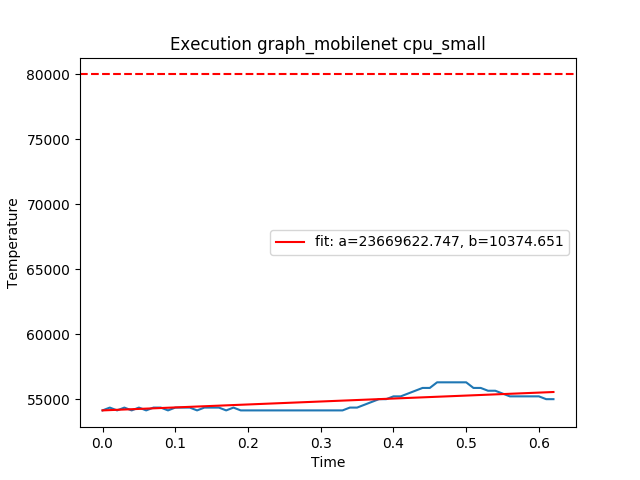 Execution graph_mobilenet cpu_small
80000
75000
70000
65000
60000
55000
Temperature
fit: a=23669622.747, b=10374.651
0.0 0.1 0.2 0.3 0.4 0.5 0.6
Time